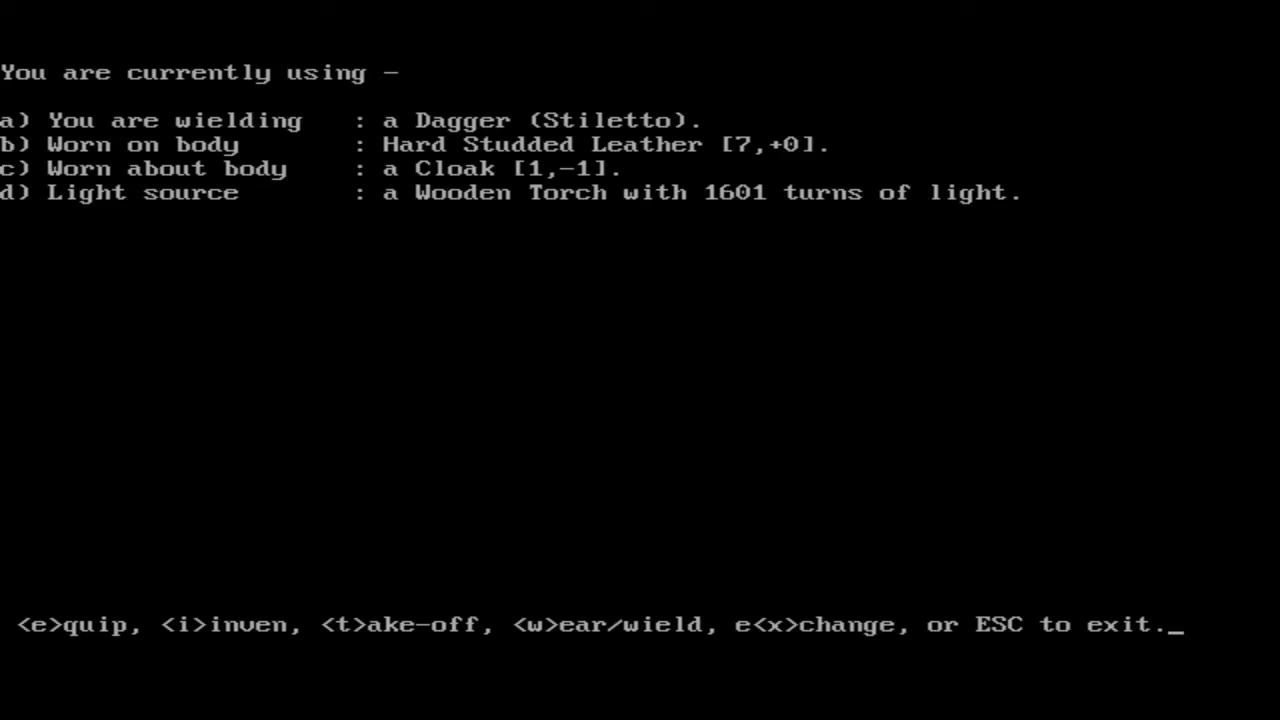 You are currently using -
a) You are wielding : a Dagger (Stiletto).
b) Worn on body : Hard Studded Leather [7,+0].
c) Worn about body : a Cloak [1,-1].
d) Light source : a Wooden Torch with 1601 turns of light.
<e>quip, <i>inven, <t>ake-off, <w>ear/wield, e<x>change, or ESC to exit._